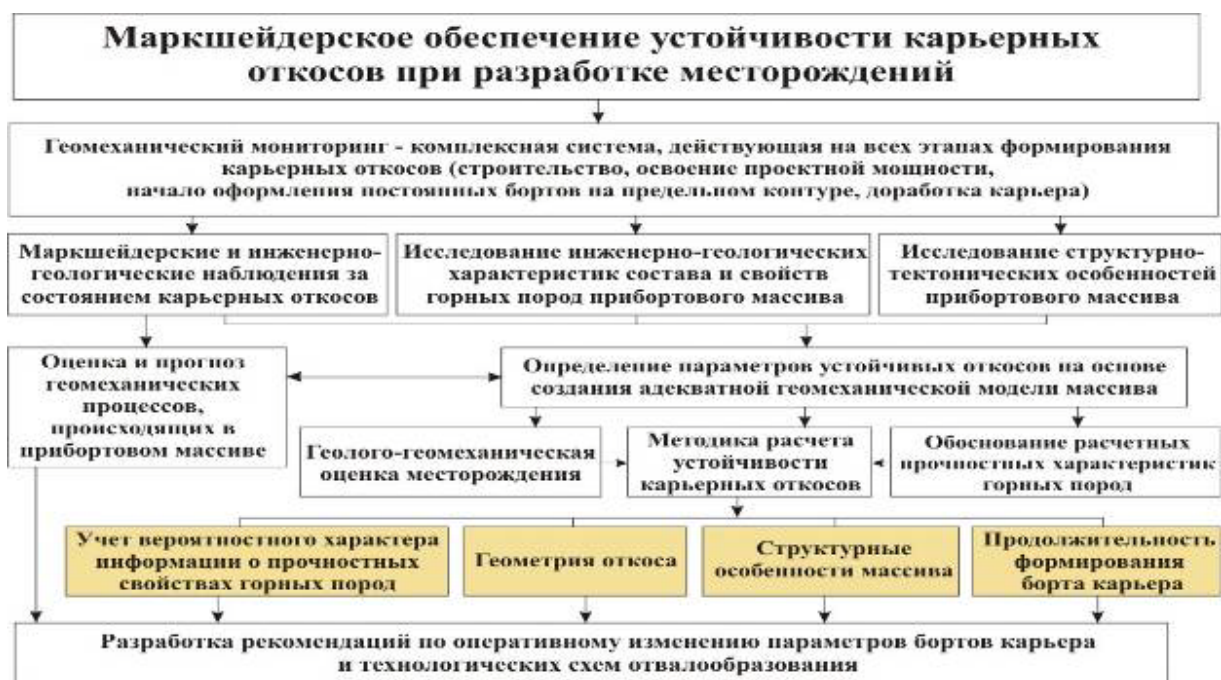 Маркшейдерское обеспечение устойчивости карьерных
откосов при разработке месторождений
Геомеханический мониторинг - комплексная система, действующая на всех этапах формирования
карьерных откосов (строительство, освоение проектной мощности,
начало оформления постоянных бортов на предельном контуре, доработка карьера)
Маркшейдерские и инженерно-
геологические наблюдения за
состоянием карьерных откосов
Исследование инженерно-геологических
характеристик состава и свойств
горных пород прибортового массива
Исследование структурно-
тектонических особенностей
прибортового массива
Оценка и прогноз
геомеханических
процессов,
происходящих в
прибортовом массиве
Определение параметров устойчивых откосов на основе
создания адекватной геомеханической модели массива
Геолого-геомеханическая
оценка месторождения
Методика расчета
устойчивости
карьерных откосов
Обоснование расчетных
прочностных характеристик
горных пород
Учет вероятностного характера
информации о прочностных
свойствах горных пород
Геометрия откоса
Структурные
особенности массива
Продолжительность
формирования
борта карьера
Разработка рекомендаций по оперативному изменению параметров бортов карьера
и технологических схем отвалообразования